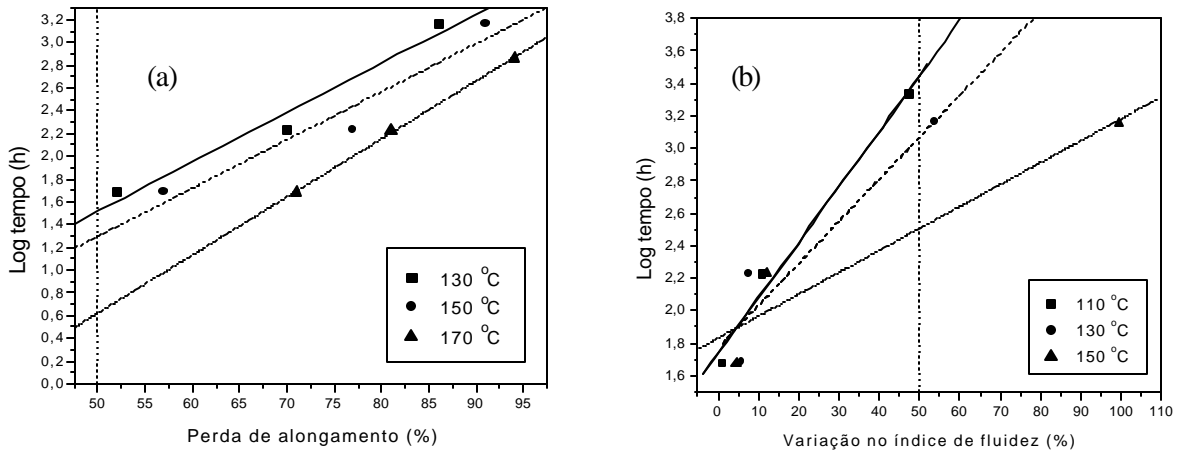 (a)
Log tempo (h)
3,2
3,0
2,8
2,6
2,4
2,2
2,0
1,8
1,6
1,4
1,2
1,0
0,8
0,6
0,4
0,2
0,0
130 °C
150 °C
170 °C
50 55 60 65 70 75 80 85 90 95
Perda de alongamento (%)
(b)
Log tempo (h)
3,8
3,6
3,4
3,2
3,0
2,8
2,6
2,4
2,2
2,0
1,8
1,6
110 °C
130 °C
150 °C
0 10 20 30 40 50 60 70 80 90 100 110
Variação no índice de fluidez (%)